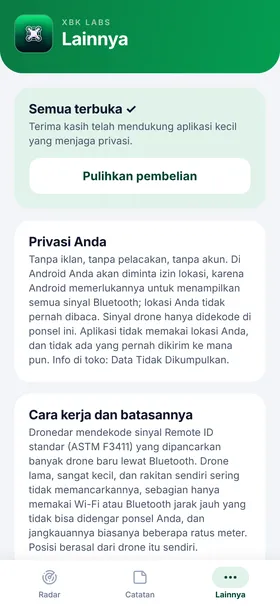 XBK LABS
Lainnya
Semua terbuka ✓
Terima kasih telah mendukung aplikasi kecil
yang menjaga privasi.
Pulihkan pembelian
Privasi Anda
Tanpa iklan, tanpa pelacakan, tanpa akun. Di
Android Anda akan diminta izin lokasi, karena
Android memerlukannya untuk menampilkan
semua sinyal Bluetooth; lokasi Anda tidak
pernah dibaca. Sinyal drone hanya didekode di
ponsel ini. Aplikasi tidak memakai lokasi Anda,
dan tidak ada yang pernah dikirim ke mana
pun. Info di toko: Data Tidak Dikumpulkan.
Cara kerja dan batasannya
Dronedar mendekode sinyal Remote ID
standar (ASTM F3411) yang dipancarkan
banyak drone baru lewat Bluetooth. Drone
lama, sangat kecil, dan rakitan sendiri sering
tidak memancarkannya, sebagian hanya
memakai Wi-Fi atau Bluetooth jarak jauh yang
tidak bisa didengar ponsel Anda, dan
jangkauannya biasanya beberapa ratus meter.
Posisi berasal dari drone itu sendiri.
Radar
Catatan
Lainnya